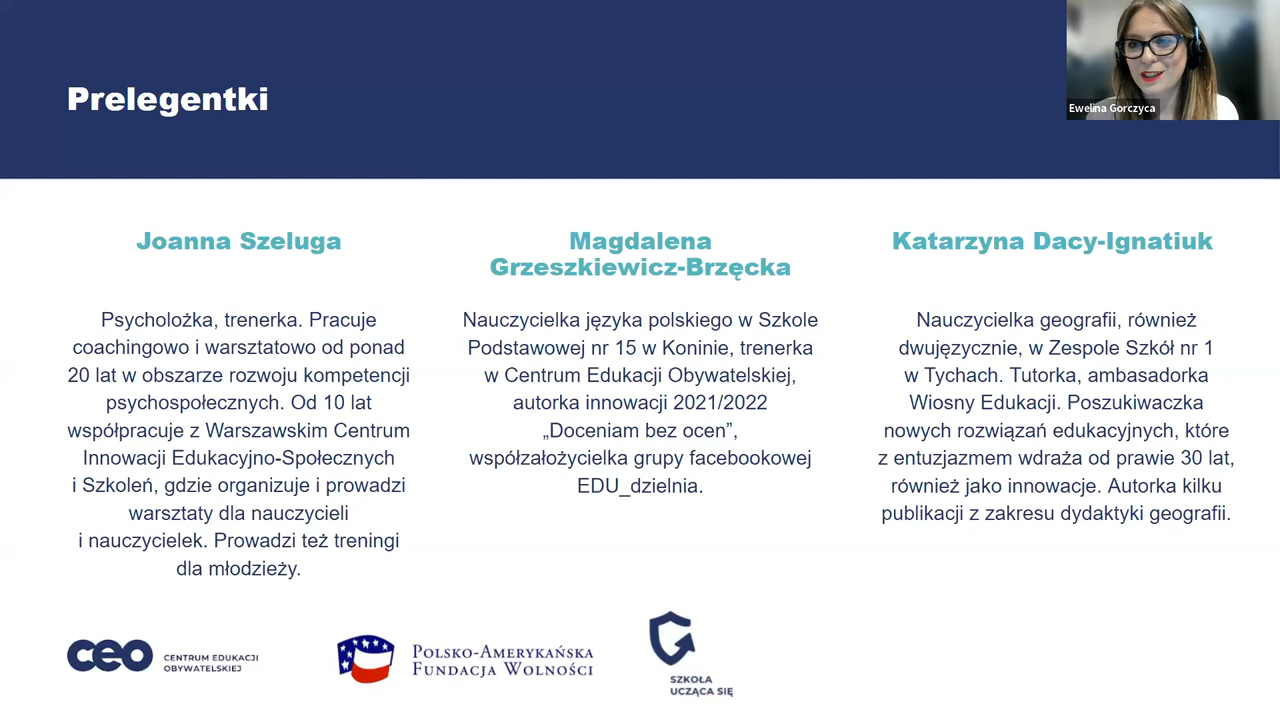 Prelegentki
Ewelina Gorczyca
Joanna Szeluga
Psycholożka, trenerka. Pracuje
coachingowo i warsztatowo od ponad
20 lat w obszarze rozwoju kompetencji
psychospołecznych. Od 10 lat
współpracuje z Warszawskim Centrum
Innowacji Edukacyjno-Społecznych
i Szkoleń, gdzie organizuje i prowadzi
warsztaty dla nauczycieli
i nauczycielek. Prowadzi też treningi
dla młodzieży.
Magdalena
Grzeszkiewicz-Brzęcka
Nauczycielka języka polskiego w Szkole
Podstawowej nr 15 w Koninie, trenerka
w Centrum Edukacji Obywatelskiej,
autorka innowacji 2021/2022
„Doceniam bez ocen”,
współzałożycielka grupy facebookowej
EDU_dzielnia.
Katarzyna Dacy-Ignatiuk
Nauczycielka geografii, również
dwujęzycznie, w Zespole Szkół nr 1
w Tychach. Tutorka, ambasadorka
Wiosny Edukacji. Poszukiwaczka
nowych rozwiązań edukacyjnych, które
z entuzjazmem wdraża od prawie 30 lat,
również jako innowacje. Autorka kilku
publikacji z zakresu dydaktyki geografii.
ceo
CENTRUM EDUKACJI
OBYWATELSKIEJ
POLSKO-AMERYKAŃSKA
FUNDACJA WOLNOŚCI
SZKOŁA
UCZĄCA SIĘ